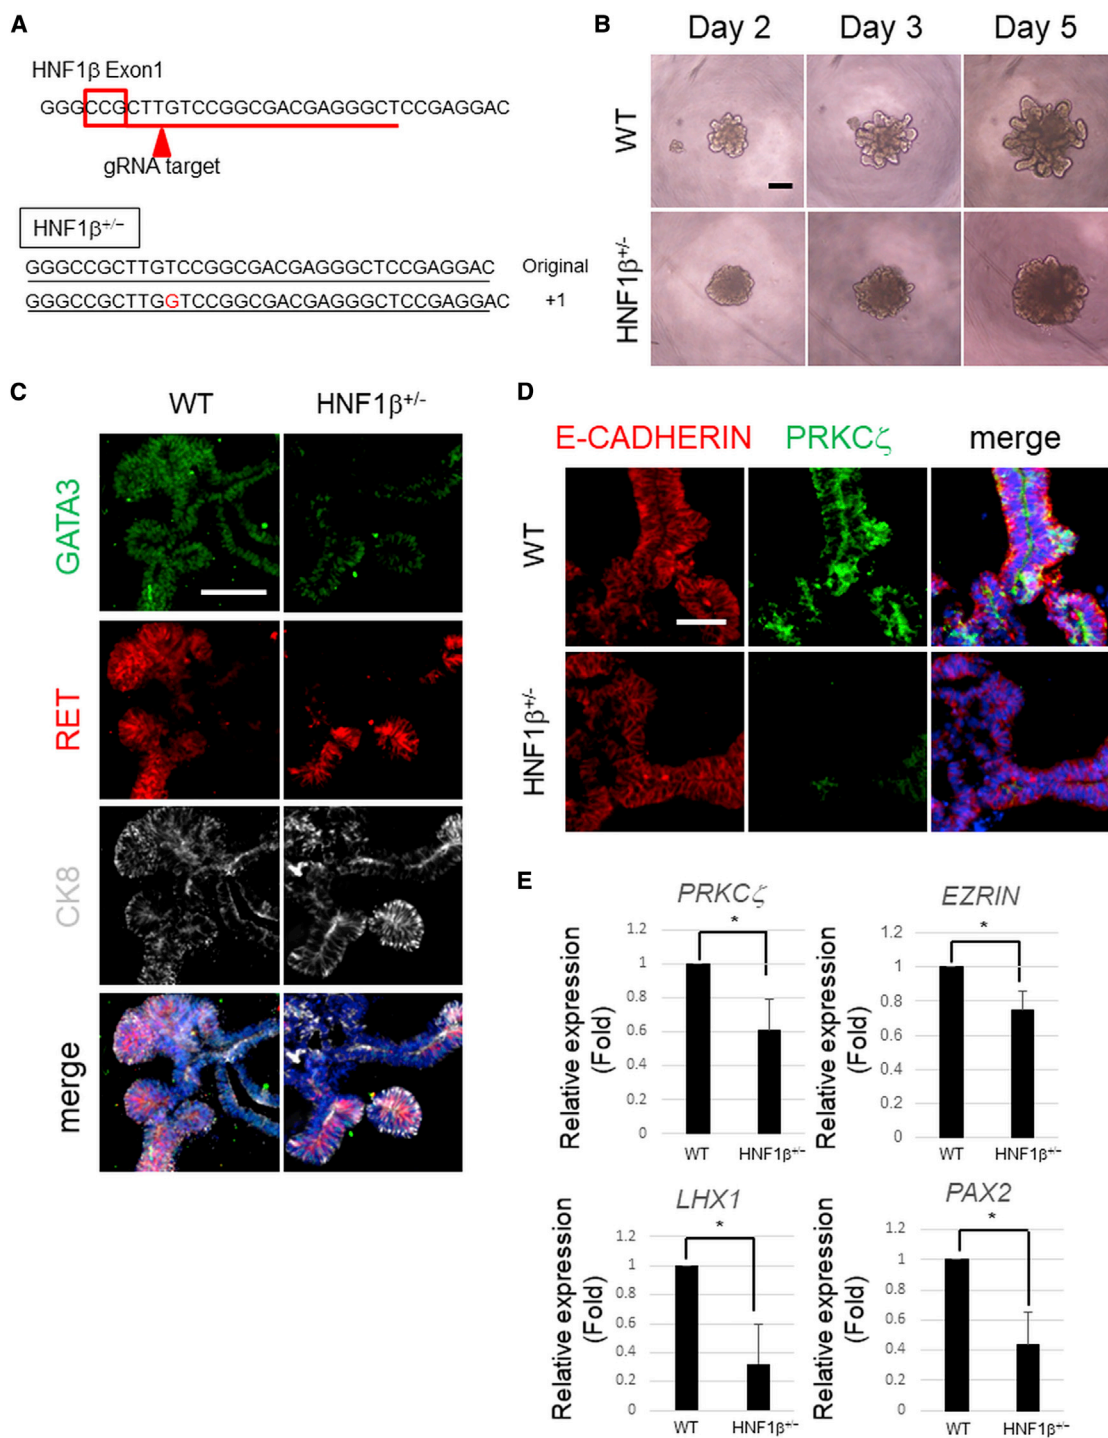 A
HNF1β Exon1
GGGCCGCTTGTCCGGCGACGAGGGCTCCGAGGAC
gRNA target
HNF1β+/−
GGGCCGCTTGTCCGGCGACGAGGGCTCCGAGGAC Original
GGGCCGCTTGGTCCGGCGACGAGGGCTCCGAGGAC +1
B
Day 2 Day 3 Day 5
WT
HNF1β+/-
C
WT HNF1β+/-
GATA3
RET
CK8
merge
D
E-CADHERIN PRKCζ merge
WT
HNF1β+/-
E
PRKCζ
Relative expression
(Fold)
1.2
1
0.8
0.6
0.4
0.2
0
*
WT HNF1β+/−
EZRIN
Relative expression
(Fold)
1.2
1
0.8
0.6
0.4
0.2
0
*
WT HNF1β+/−
LHX1
Relative expression
(Fold)
1.2
1
0.8
0.6
0.4
0.2
0
*
WT HNF1β+/−
PAX2
Relative expression
(Fold)
1.2
1
0.8
0.6
0.4
0.2
0
*
WT HNF1β+/−